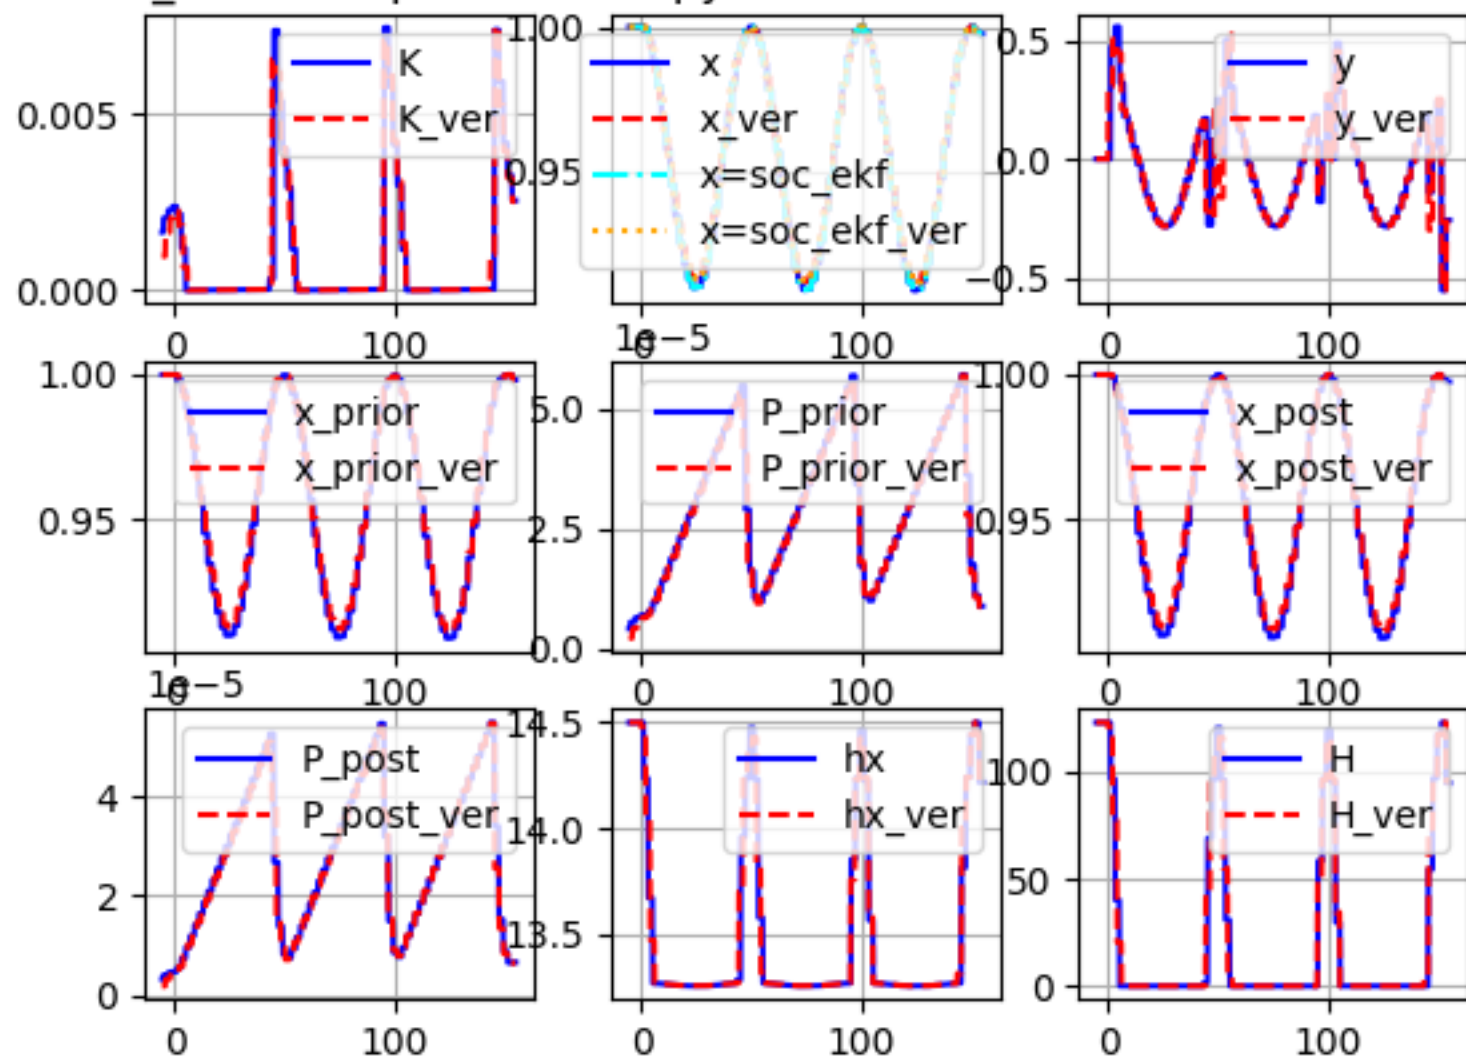 K
K_ver
0.005
0.000
0
100
1.00
x
x_ver
0.95
x=soc_ekf
x=soc_ekf_ver
0
100
0.5
y
y_ver
0.0
−0.5
0
100
1.00
x_prior
x_prior_ver
0.95
0
100
1e−5
5.0
P_prior
P_prior_ver
2.5
0.0
0
100
1.00
x_post
x_post_ver
0.95
0
100
1e−5
P_post
4
P_post_ver
2
0
0
100
14.5
hx
hx_ver
14.0
13.5
0
100
H
100
H_ver
50
0
0
100